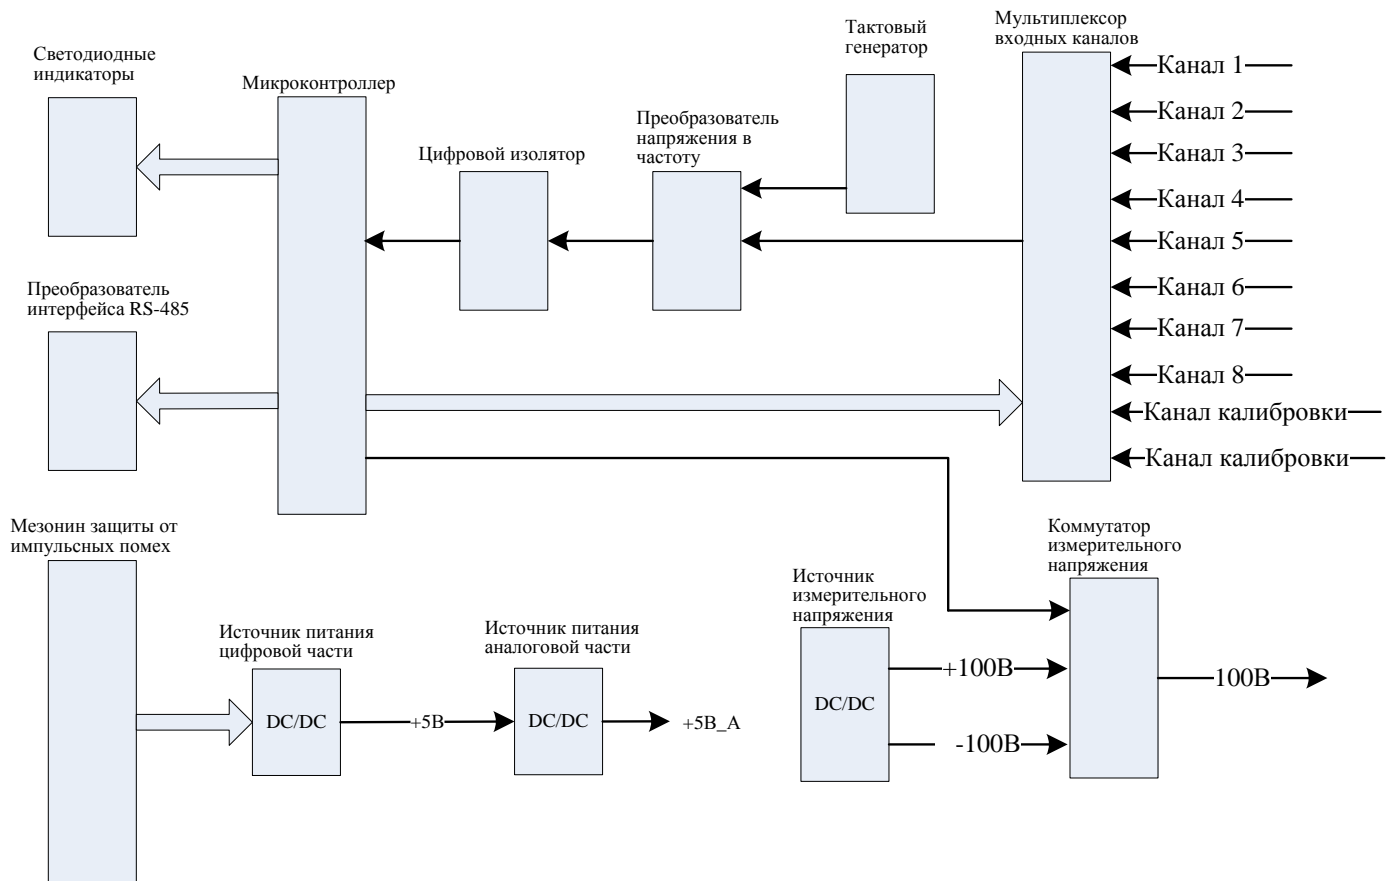 Светодиодные
индикаторы
Микроконтроллер
Цифровой изолятор
Преобразователь
напряжения в
частоту
Тактовый
генератор
Мультиплексор
входных каналов
Канал 1
Канал 2
Канал 3
Канал 4
Канал 5
Канал 6
Канал 7
Канал 8
Канал калибровки
Канал калибровки
Преобразователь
интерфейса RS-485
Мезонин защиты от
импульсных помех
Источник питания
цифровой части
DC/DC
+5В
Источник питания
аналоговой части
DC/DC
+5В_А
Источник
измерительного
напряжения
DC/DC
+100В
-100В
Коммутатор
измерительного
напряжения
100В